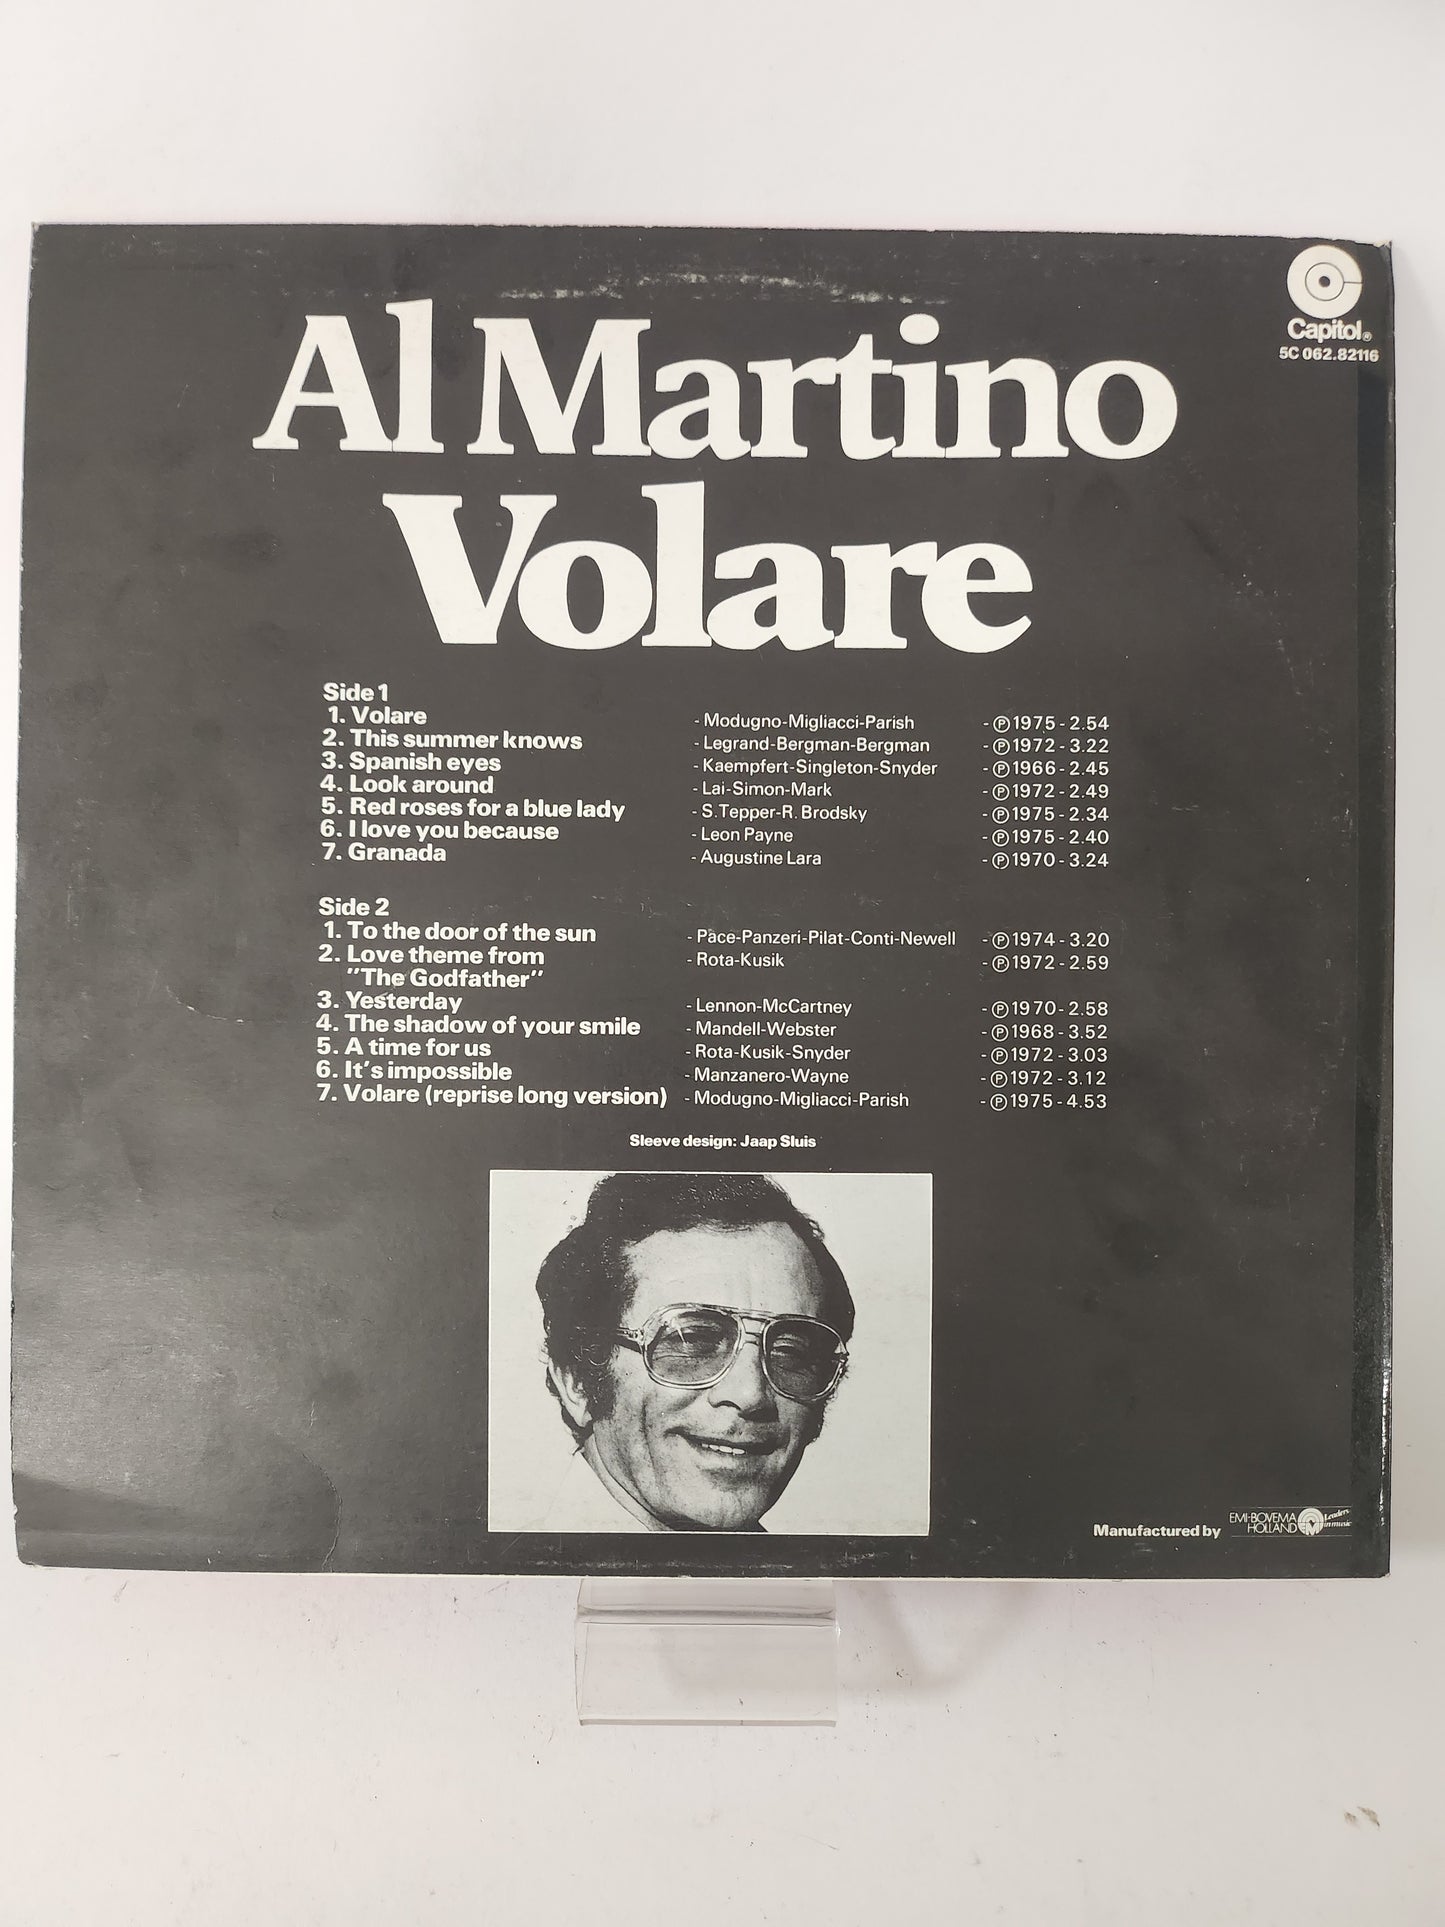 Capitol®
5C 062.82116
Al Martino
Volare
Side 1
1. Volare - Modugno-Migliacci-Parish - ℗ 1975 - 2.54
2. This summer knows - Legrand-Bergman-Bergman - ℗ 1972 - 3.22
3. Spanish eyes - Kaempfert-Singleton-Snyder - ℗ 1966 - 2.45
4. Look around - Lai-Simon-Mark - ℗ 1972 - 2.49
5. Red roses for a blue lady - S.Tepper-R. Brodsky - ℗ 1975 - 2.34
6. I love you because - Leon Payne - ℗ 1975 - 2.40
7. Granada - Augustine Lara - ℗ 1970 - 3.24
Side 2
1. To the door of the sun - Pace-Panzeri-Pilat-Conti-Newell - ℗ 1974 - 3.20
2. Love theme from - Rota-Kusik - ℗ 1972 - 2.59
"The Godfather"
3. Yesterday - Lennon-McCartney - ℗ 1970 - 2.58
4. The shadow of your smile - Mandell-Webster - ℗ 1968 - 3.52
5. A time for us - Rota-Kusik-Snyder - ℗ 1972 - 3.03
6. It's impossible - Manzanero-Wayne - ℗ 1972 - 3.12
7. Volare (reprise long version) - Modugno-Migliacci-Parish - ℗ 1975 - 4.53
Sleeve design: Jaap Sluis
Manufactured by
EMI-BOVEMA
HOLLAND
Leaders
in music